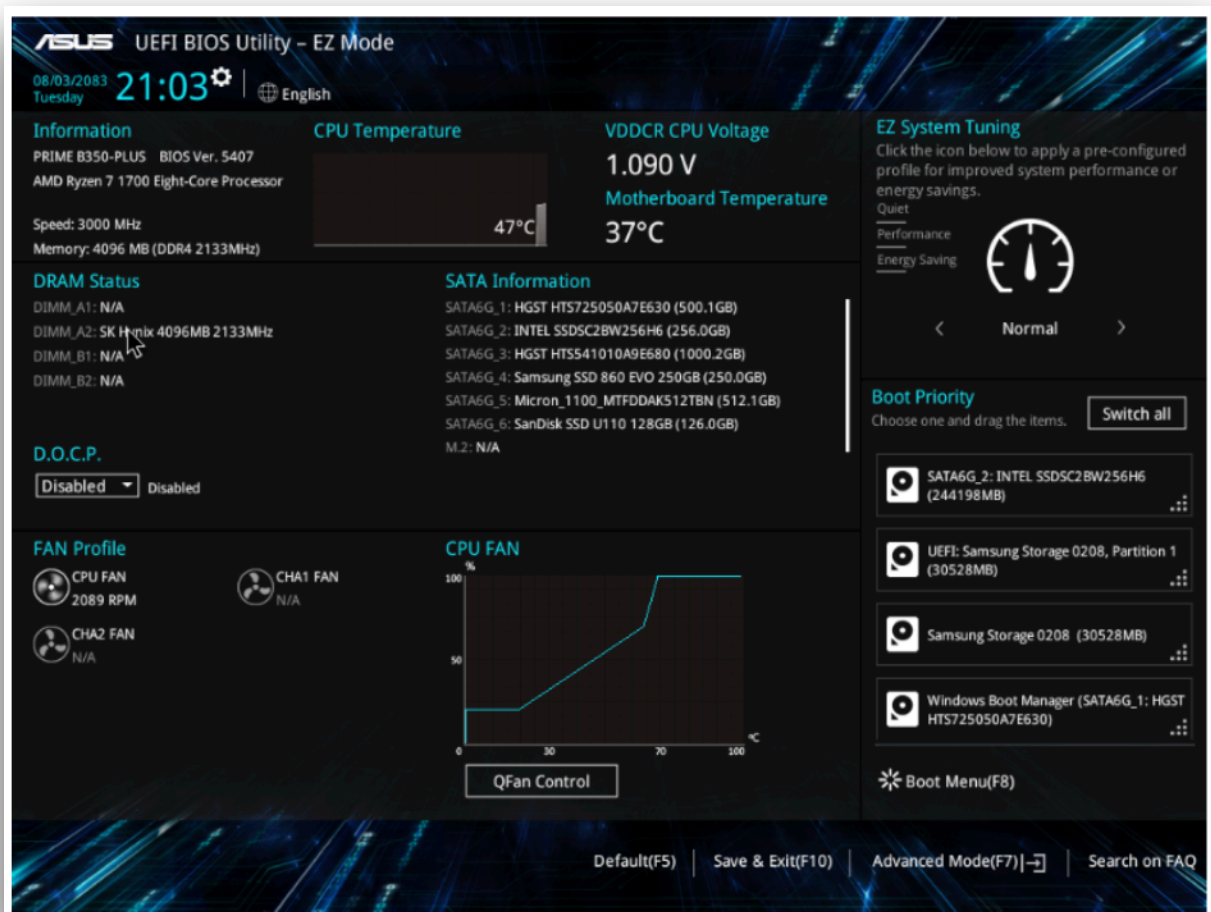 ASUS UEFI BIOS Utility – EZ Mode
08/03/2083
Tuesday
21:03
English
Information
PRIME B350-PLUS BIOS Ver. 5407
AMD Ryzen 7 1700 Eight-Core Processor
Speed: 3000 MHz
Memory: 4096 MB (DDR4 2133MHz)
CPU Temperature
47°C
VDDCR CPU Voltage
1.090 V
Motherboard Temperature
37°C
EZ System Tuning
Click the icon below to apply a pre-configured
profile for improved system performance or
energy savings.
Quiet
Performance
Energy Saving
Normal
DRAM Status
DIMM_A1: N/A
DIMM_A2: SK Hynix 4096MB 2133MHz
DIMM_B1: N/A
DIMM_B2: N/A
SATA Information
SATA6G_1: HGST HTS725050A7E630 (500.1GB)
SATA6G_2: INTEL SSDSC2BW256H6 (256.0GB)
SATA6G_3: HGST HTS541010A9E680 (1000.2GB)
SATA6G_4: Samsung SSD 860 EVO 250GB (250.0GB)
SATA6G_5: Micron_1100_MTFDDAK512TBN (512.1GB)
SATA6G_6: SanDisk SSD U110 128GB (126.0GB)
M.2: N/A
D.O.C.P.
Disabled Disabled
Boot Priority
Choose one and drag the items.
Switch all
SATA6G_2: INTEL SSDSC2BW256H6
(244198MB)
UEFI: Samsung Storage 0208, Partition 1
(30528MB)
Samsung Storage 0208 (30528MB)
Windows Boot Manager (SATA6G_1: HGST
HTS725050A7E630)
Boot Menu(F8)
FAN Profile
CPU FAN
2089 RPM
CHA1 FAN
N/A
CHA2 FAN
N/A
CPU FAN
%
100
50
0 30 70 100
°C
QFan Control
Default(F5) Save & Exit(F10) Advanced Mode(F7) Search on FAQ